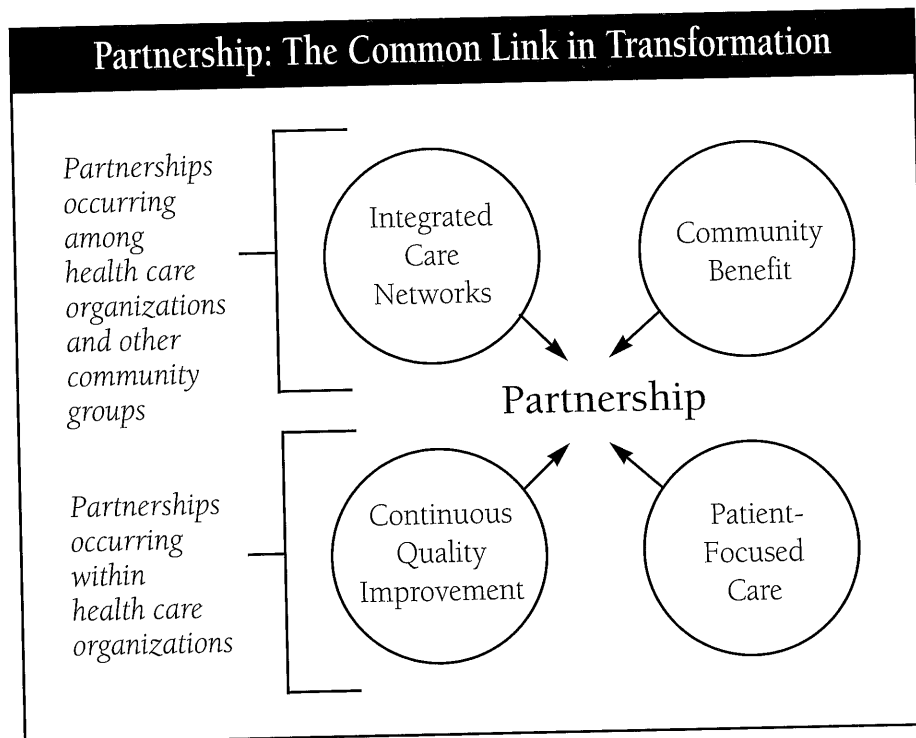 Partnership: The Common Link in Transformation
Partnerships
occurring
among
health care
organizations
and other
community
groups
Integrated
Care
Networks
Community
Benefit
Partnership
Partnerships
occurring
within
health care
organizations
Continuous
Quality
Improvement
Patient-
Focused
Care